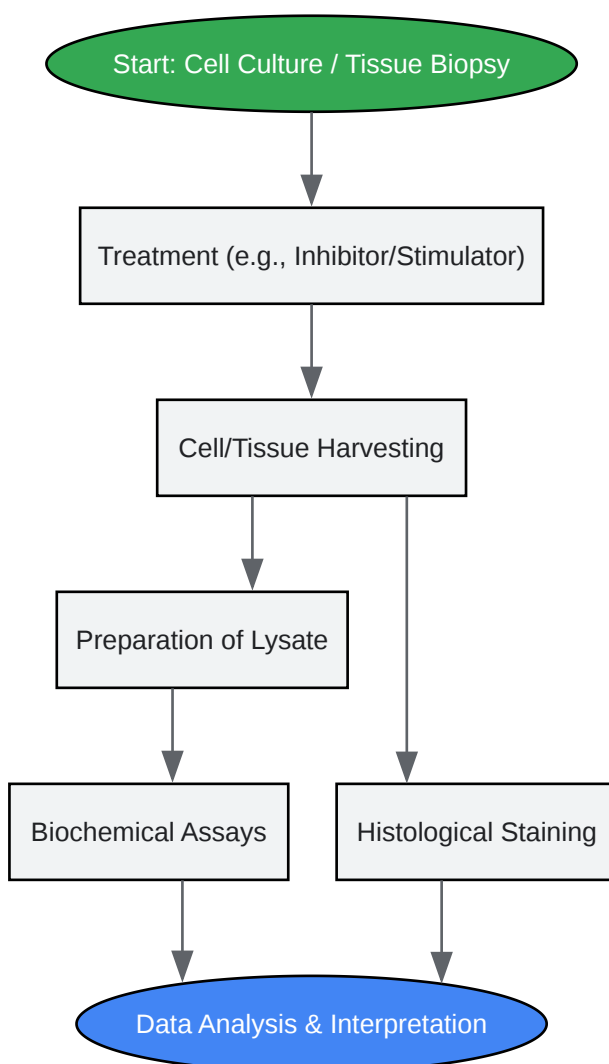 Start: Cell Culture / Tissue Biopsy
Treatment (e.g., Inhibitor/Stimulator)
Cell/Tissue Harvesting
Preparation of Lysate
Biochemical Assays
Histological Staining
Data Analysis & Interpretation